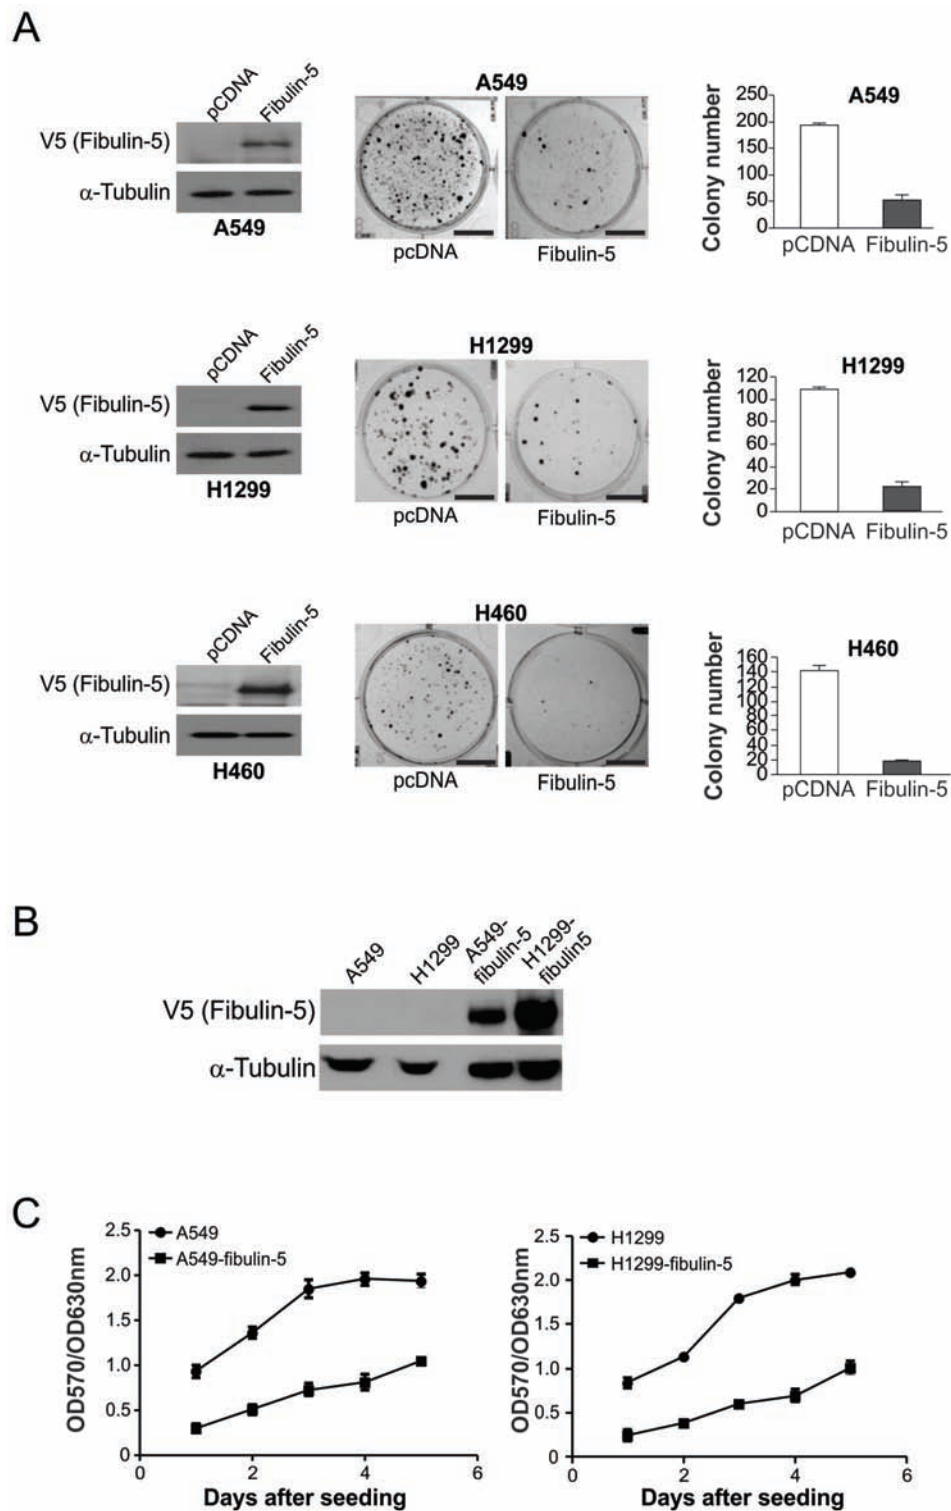 A
pCDNA
Fibulin-5
V5 (Fibulin-5)
α-Tubulin
A549
A549
pcDNA
Fibulin-5
A549
Colony number
250
200
150
100
50
0
pCDNA
Fibulin-5
pCDNA
Fibulin-5
V5 (Fibulin-5)
α-Tubulin
H1299
H1299
pcDNA
Fibulin-5
H1299
Colony number
120
100
80
60
40
20
0
pCDNA
Fibulin-5
pCDNA
Fibulin-5
V5 (Fibulin-5)
α-Tubulin
H460
H460
pcDNA
Fibulin-5
H460
Colony number
160
140
120
100
80
60
40
20
0
pCDNA
Fibulin-5
B
A549
H1299
A549-
fibulin-5
H1299-
fibulin5
V5 (Fibulin-5)
α-Tubulin
C
A549
A549-fibulin-5
OD570/OD630nm
2.5
2.0
1.5
1.0
0.5
0
0 2 4 6
Days after seeding
H1299
H1299-fibulin-5
OD570/OD630nm
2.5
2.0
1.5
1.0
0.5
0
0 2 4 6
Days after seeding